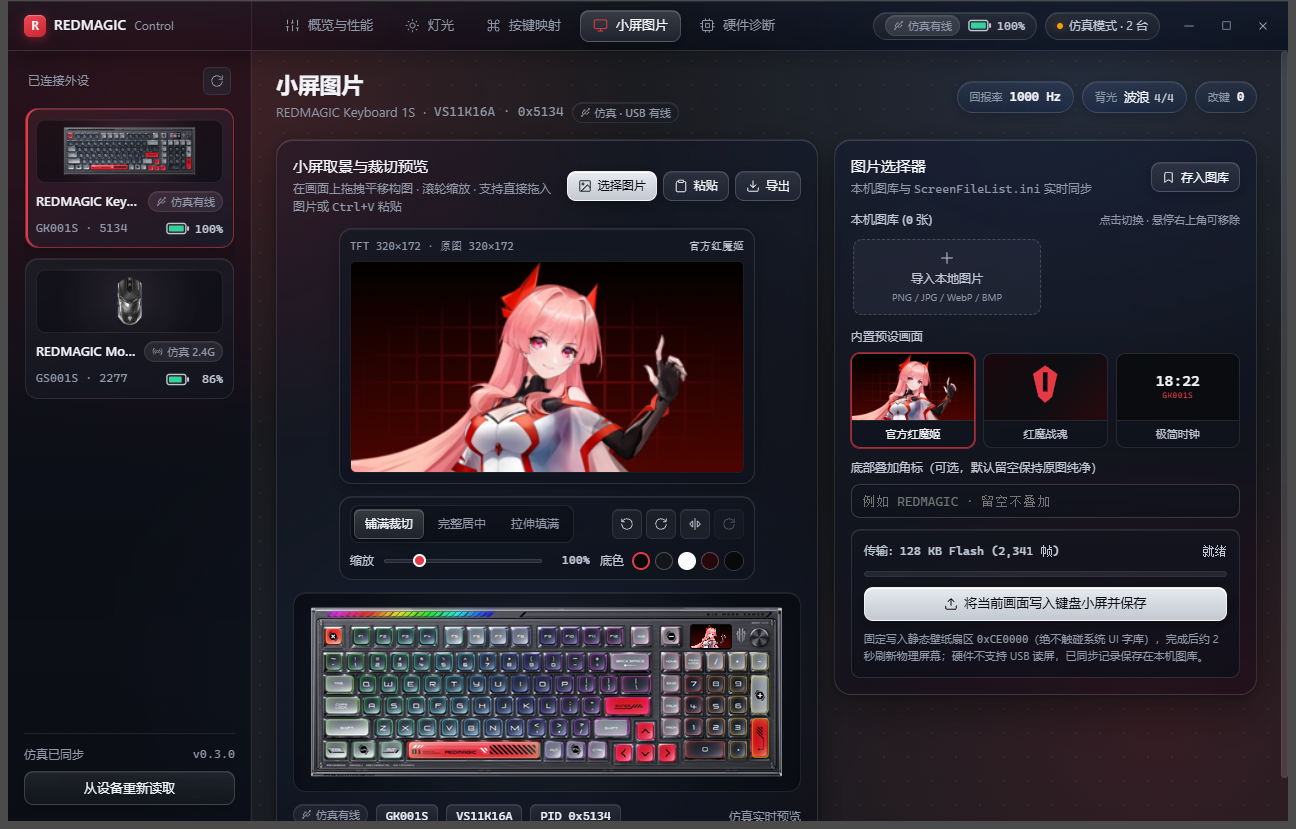 R REDMAGIC Control
概览与性能 灯光 按键映射 小屏图片 硬件诊断
仿真有线 100% 仿真模式 · 2 台
已连接外设
REDMAGIC Key... 仿真有线
GK001S · 5134 100%
REDMAGIC Mo... 仿真 2.4G
GS001S · 2277 86%
仿真已同步 v0.3.0
从设备重新读取
小屏图片
REDMAGIC Keyboard 1S · VS11K16A · 0x5134 仿真 · USB 有线
回报率 1000 Hz 背光 波浪 4/4 改键 0
小屏取景与裁切预览
在画面上拖拽平移构图 · 滚轮缩放 · 支持直接拖入
图片或 Ctrl+V 粘贴
选择图片 粘贴 导出
TFT 320×172 · 原图 320×172 官方红魔姬
铺满裁切 完整居中 拉伸填满
缩放 100% 底色
仿真有线 GK001S VS11K16A PID 0x5134 仿真实时预览
图片选择器
本机图库与 ScreenFileList.ini 实时同步
存入图库
本机图库 (0 张) 点击切换 · 悬停右上角可移除
导入本地图片
PNG / JPG / WebP / BMP
内置预设画面
18:22
GK001S
官方红魔姬 红魔战魂 极简时钟
底部叠加角标（可选，默认留空保持原图纯净）
例如 REDMAGIC · 留空不叠加
传输: 128 KB Flash (2,341 帧) 就绪
将当前画面写入键盘小屏并保存
固定写入静态壁纸扇区 0xCE0000（绝不触碰系统 UI 字库），完成后约 2
秒刷新物理屏幕；硬件不支持 USB 读屏，已同步记录保存在本机图库。